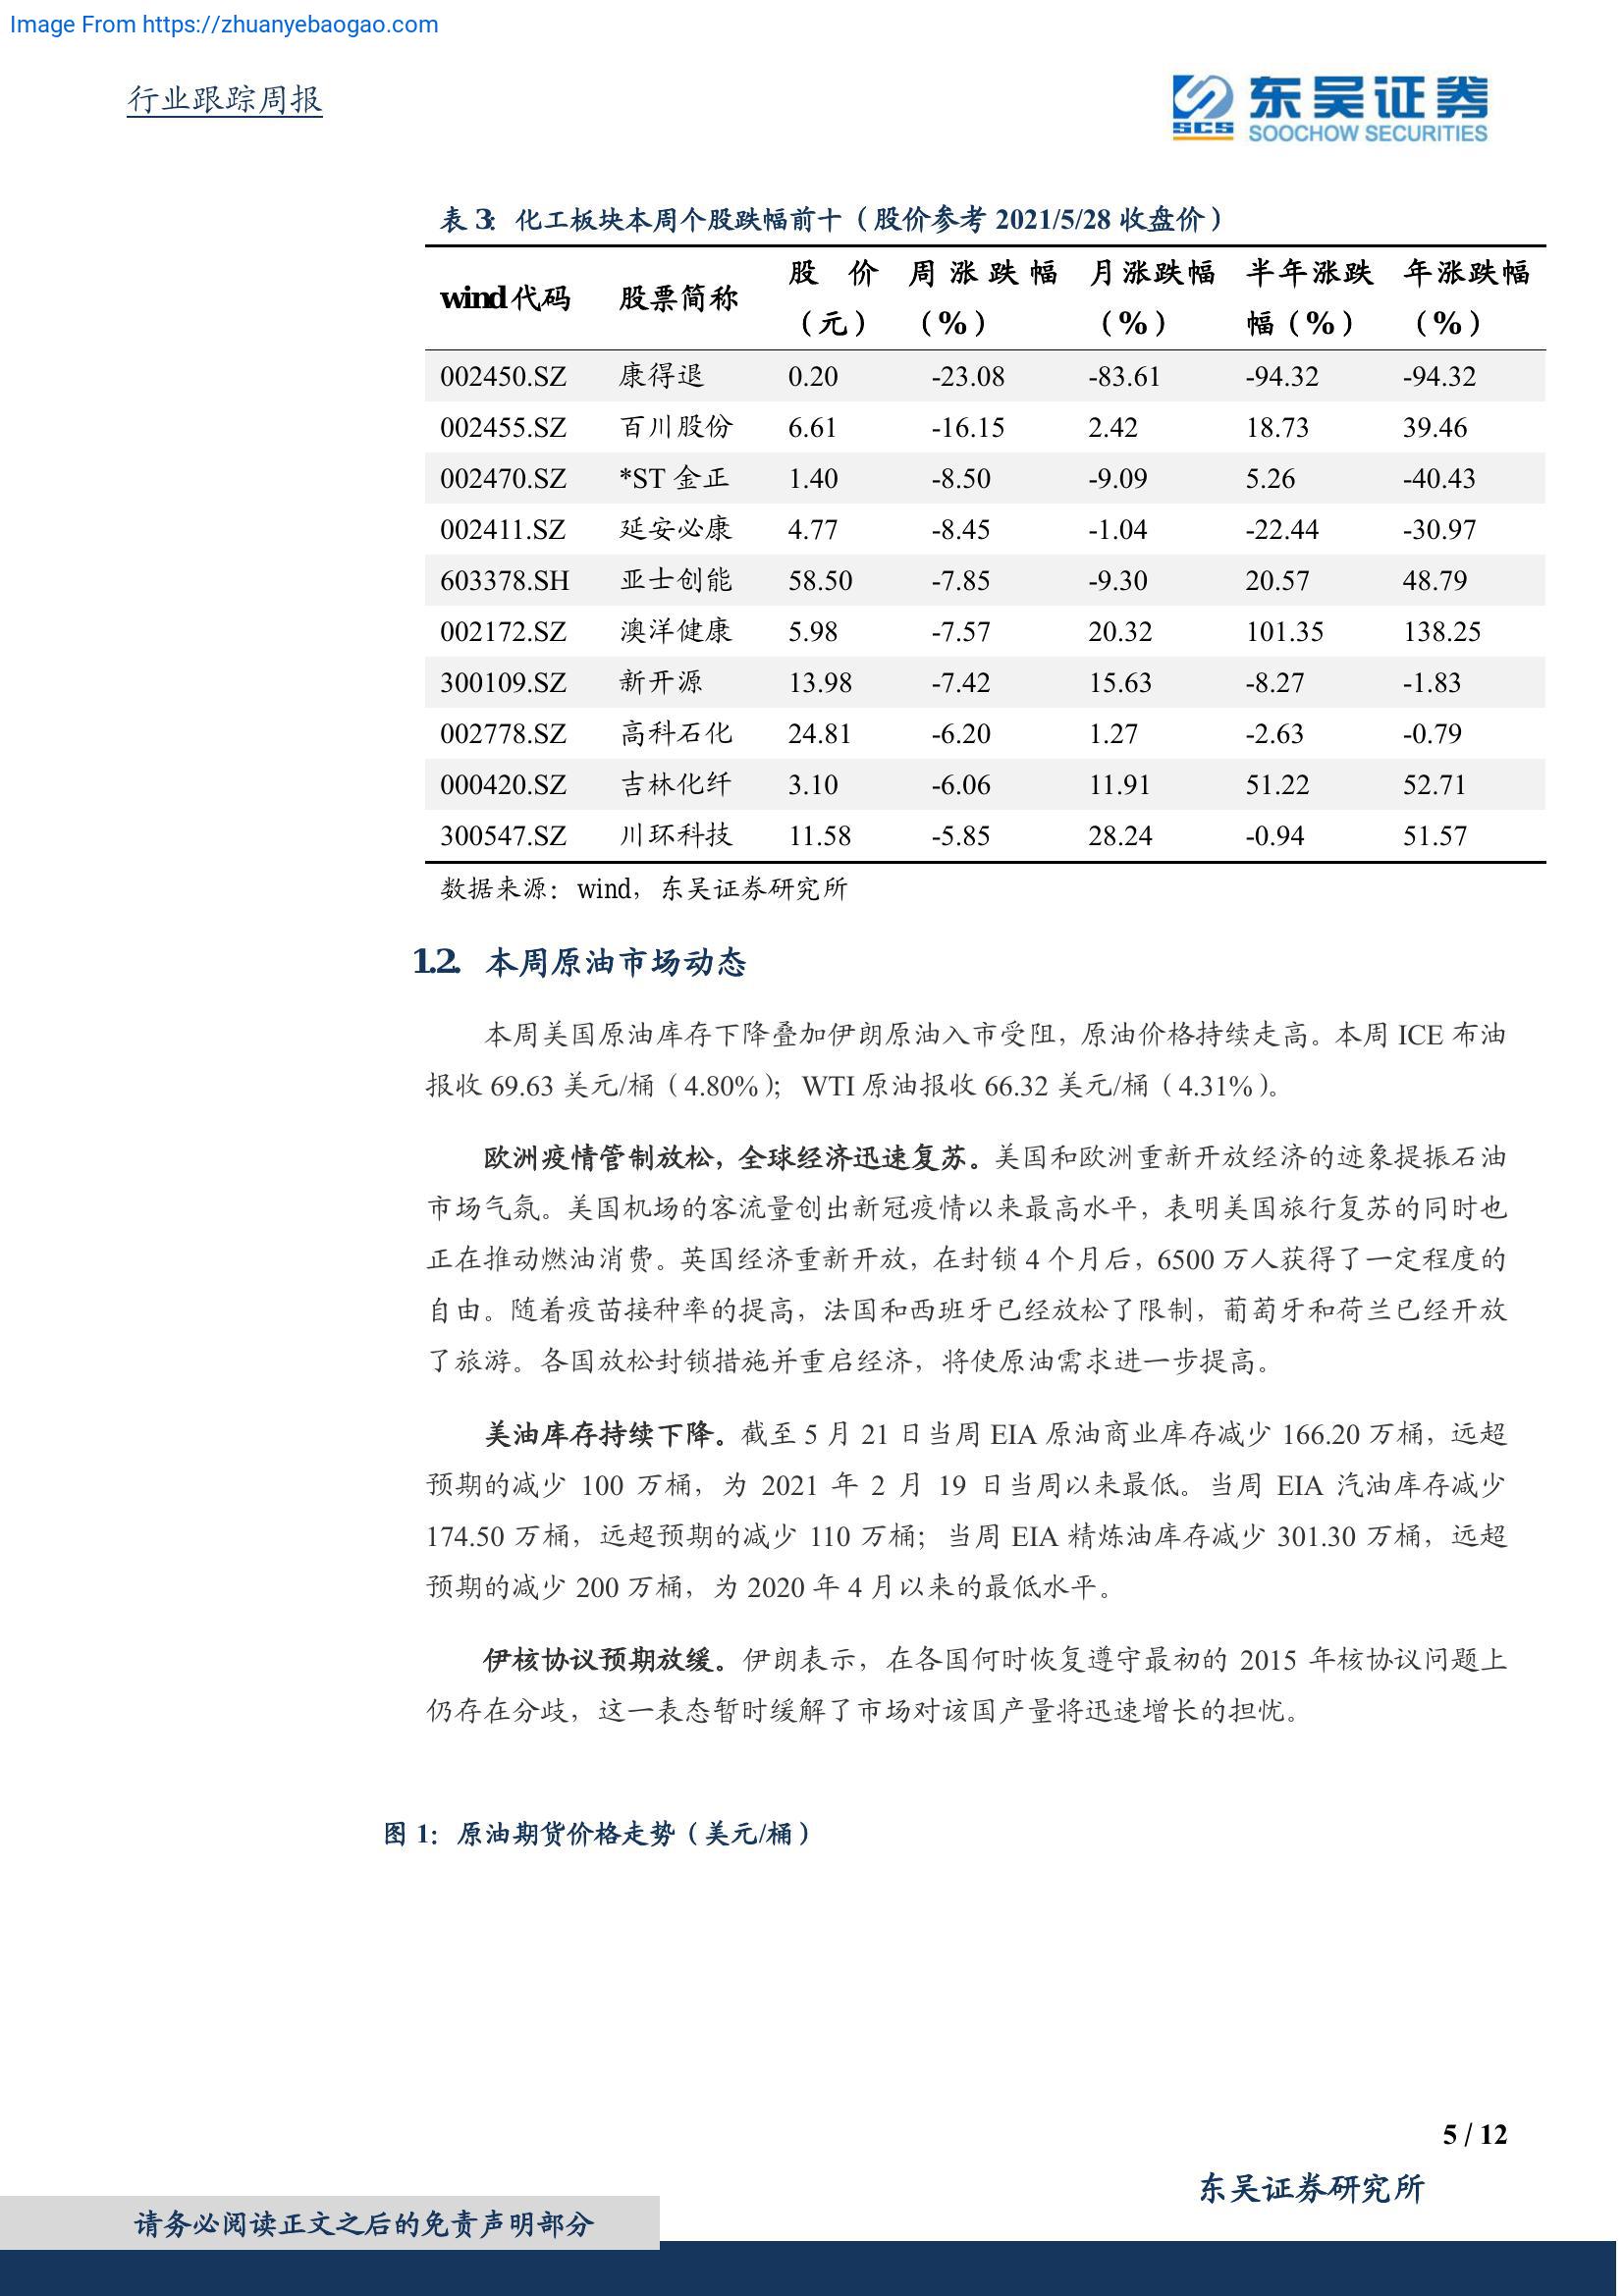 Image From https://zhuanyebaogao.com
行业跟踪周报
SCS
东吴证券
SOOCHOW SECURITIES
表 3: 化工板块本周个股跌幅前十（股价参考 2021/5/28 收盘价）
wind代码 股票简称 股 价（元） 周涨跌幅（%） 月涨跌幅（%） 半年涨跌幅（%） 年涨跌幅（%）
002450.SZ 康得退 0.20 -23.08 -83.61 -94.32 -94.32
002455.SZ 百川股份 6.61 -16.15 2.42 18.73 39.46
002470.SZ *ST 金正 1.40 -8.50 -9.09 5.26 -40.43
002411.SZ 延安必康 4.77 -8.45 -1.04 -22.44 -30.97
603378.SH 亚士创能 58.50 -7.85 -9.30 20.57 48.79
002172.SZ 澳洋健康 5.98 -7.57 20.32 101.35 138.25
300109.SZ 新开源 13.98 -7.42 15.63 -8.27 -1.83
002778.SZ 高科石化 24.81 -6.20 1.27 -2.63 -0.79
000420.SZ 吉林化纤 3.10 -6.06 11.91 51.22 52.71
300547.SZ 川环科技 11.58 -5.85 28.24 -0.94 51.57
数据来源：wind，东吴证券研究所
1.2. 本周原油市场动态
本周美国原油库存下降叠加伊朗原油入市受阻，原油价格持续走高。本周 ICE 布油
报收 69.63 美元/桶（4.80%）；WTI 原油报收 66.32 美元/桶（4.31%）。
欧洲疫情管制放松，全球经济迅速复苏。美国和欧洲重新开放经济的迹象提振石油
市场气氛。美国机场的客流量创出新冠疫情以来最高水平，表明美国旅行复苏的同时也
正在推动燃油消费。英国经济重新开放，在封锁 4 个月后，6500 万人获得了一定程度的
自由。随着疫苗接种率的提高，法国和西班牙已经放松了限制，葡萄牙和荷兰已经开放
了旅游。各国放松封锁措施并重启经济，将使原油需求进一步提高。
美油库存持续下降。截至 5 月 21 日当周 EIA 原油商业库存减少 166.20 万桶，远超
预期的减少 100 万桶，为 2021 年 2 月 19 日当周以来最低。当周 EIA 汽油库存减少
174.50 万桶，远超预期的减少 110 万桶；当周 EIA 精炼油库存减少 301.30 万桶，远超
预期的减少 200 万桶，为 2020 年 4 月以来的最低水平。
伊核协议预期放缓。伊朗表示，在各国何时恢复遵守最初的 2015 年核协议问题上
仍存在分歧，这一表态暂时缓解了市场对该国产量将迅速增长的担忧。
图 1：原油期货价格走势（美元/桶）
5 / 12
东吴证券研究所
请务必阅读正文之后的免责声明部分